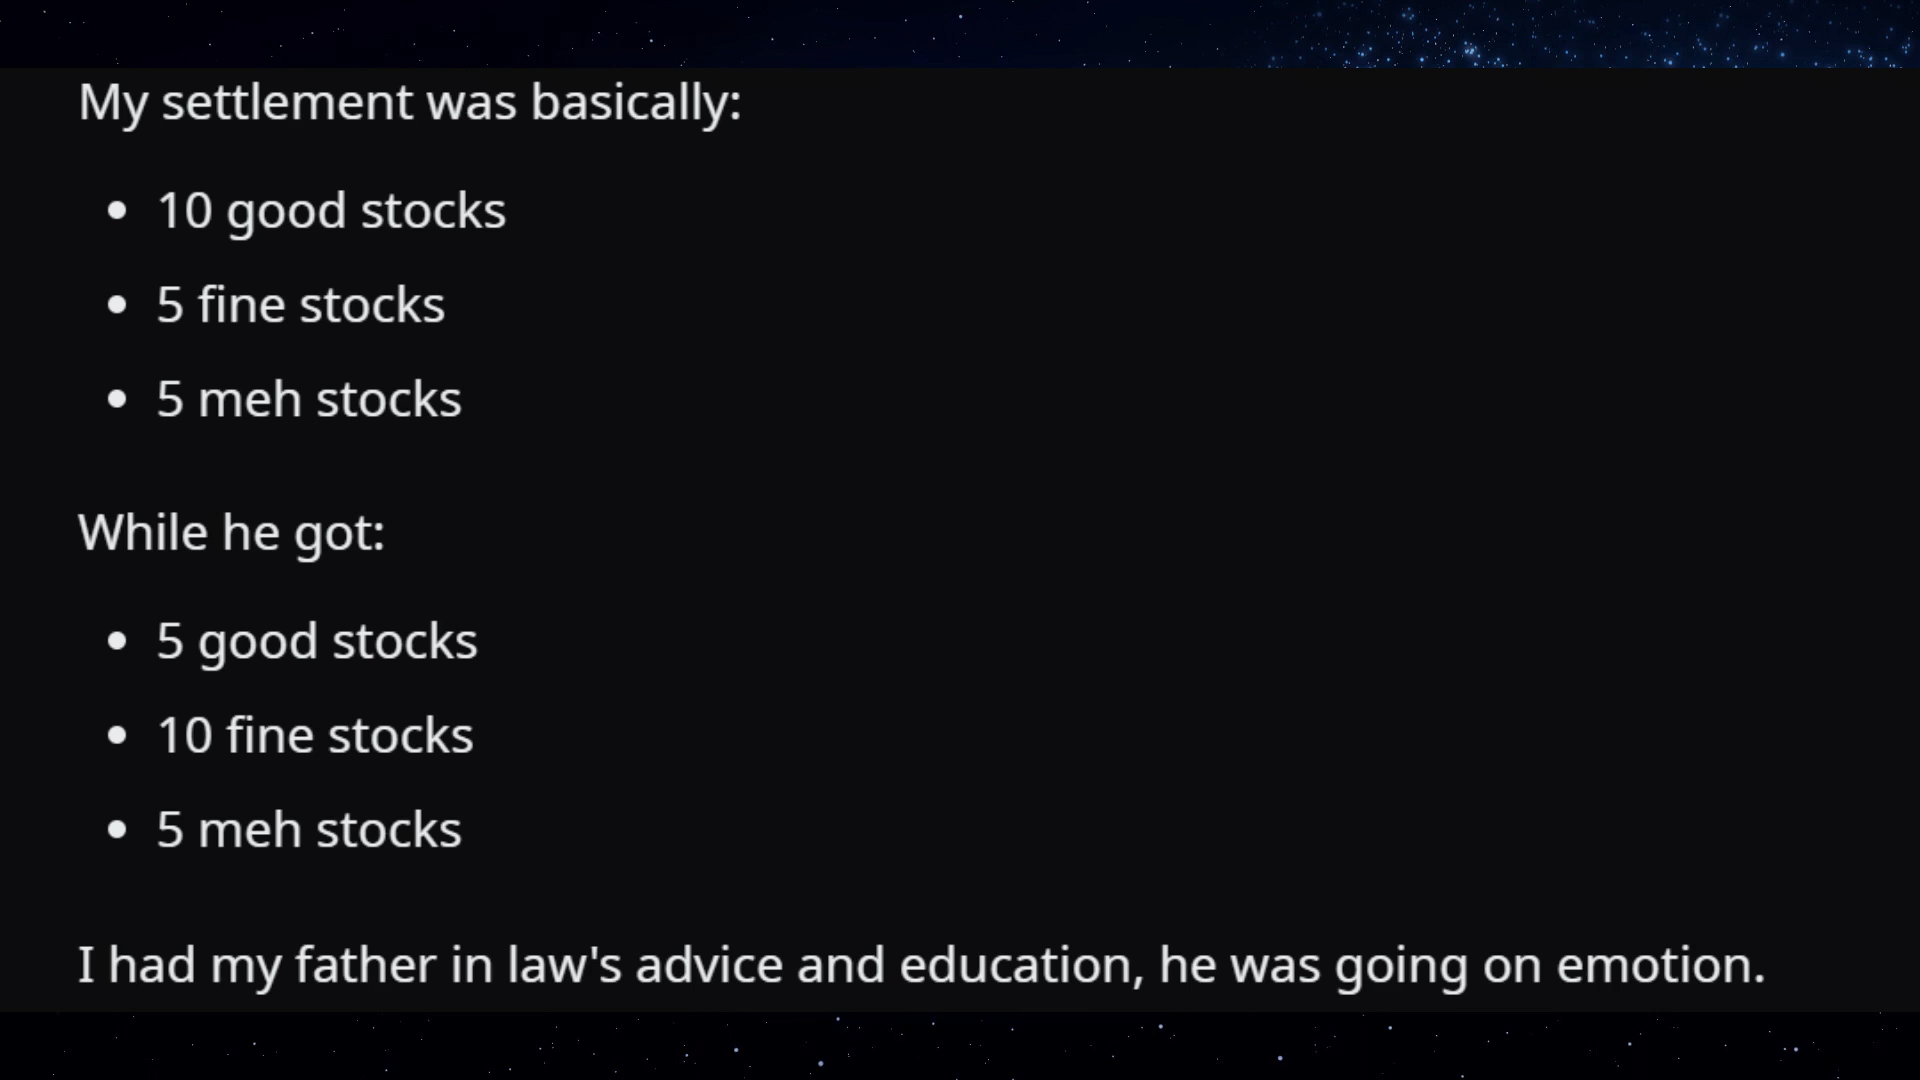 My settlement was basically:
• 10 good stocks
• 5 fine stocks
• 5 meh stocks
While he got:
• 5 good stocks
• 10 fine stocks
• 5 meh stocks
I had my father in law's advice and education, he was going on emotion.